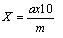 X = ax10/m